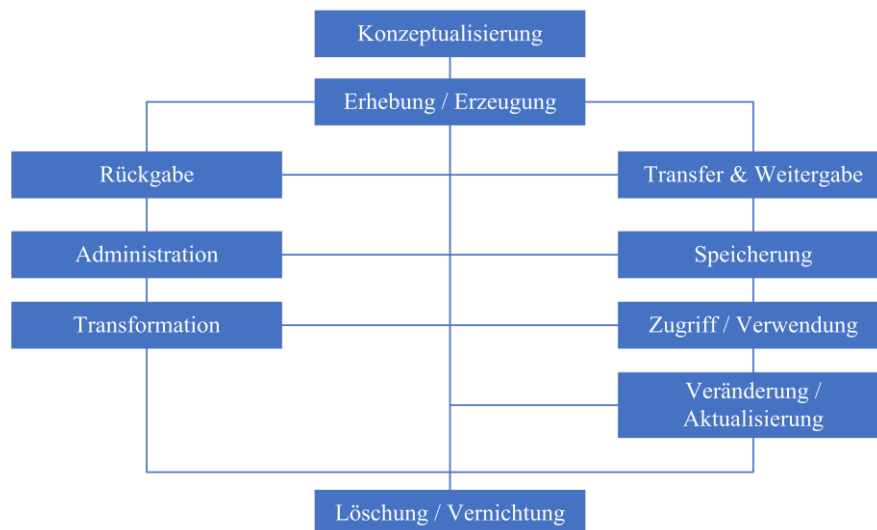 Konzeptualisierung
Erhebung / Erzeugung
Rückgabe
Transfer & Weitergabe
Administration
Speicherung
Transformation
Zugriff / Verwendung
Veränderung /
Aktualisierung
Löschung / Vernichtung